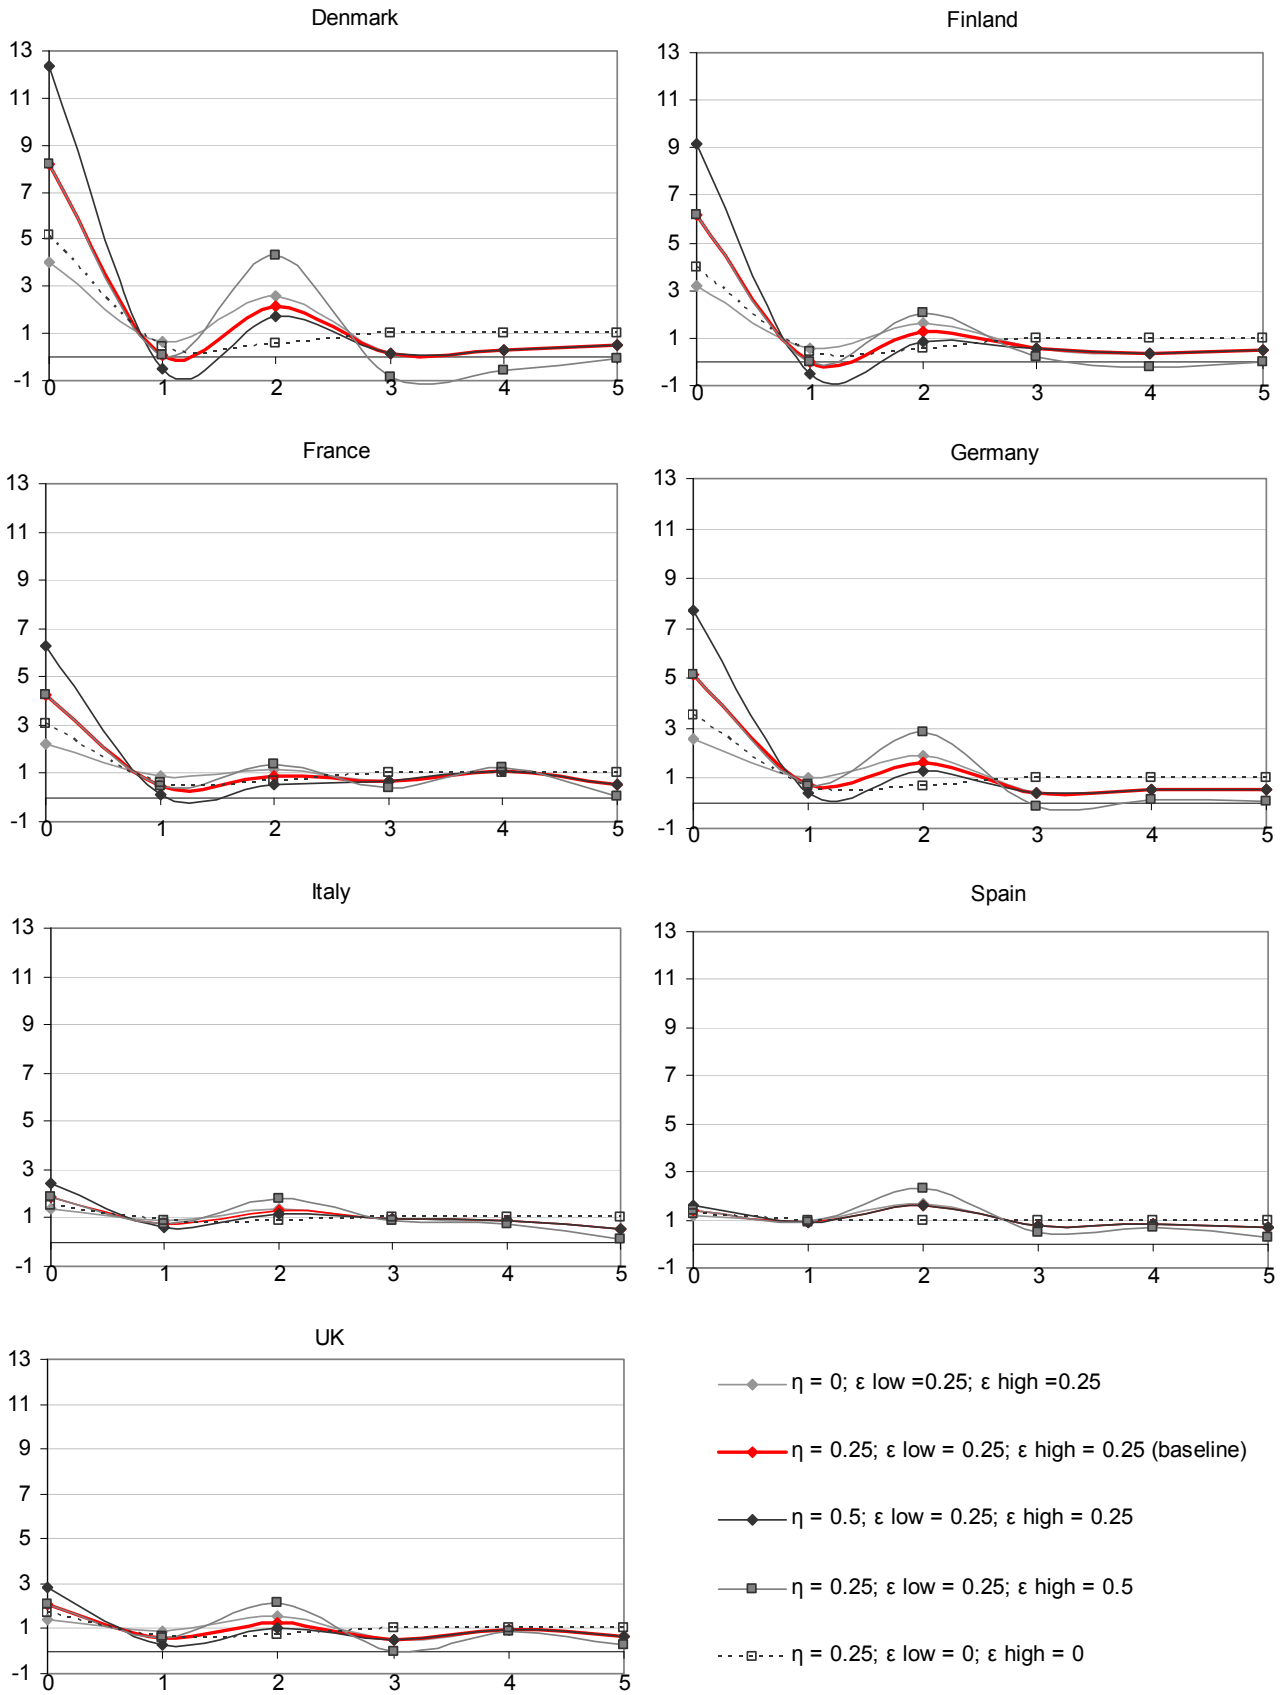 Denmark
13
11
9
7
5
3
1
-1
0 1 2 3 4 5
Finland
13
11
9
7
5
3
1
-1
0 1 2 3 4 5
France
13
11
9
7
5
3
1
-1
0 1 2 3 4 5
Germany
13
11
9
7
5
3
1
-1
0 1 2 3 4 5
Italy
13
11
9
7
5
3
1
-1
0 1 2 3 4 5
Spain
13
11
9
7
5
3
1
-1
0 1 2 3 4 5
UK
13
11
9
7
5
3
1
-1
0 1 2 3 4 5
η = 0; ε low =0.25; ε high =0.25
η = 0.25; ε low = 0.25; ε high = 0.25 (baseline)
η = 0.5; ε low = 0.25; ε high = 0.25
η = 0.25; ε low = 0.25; ε high = 0.5
η = 0.25; ε low = 0; ε high = 0